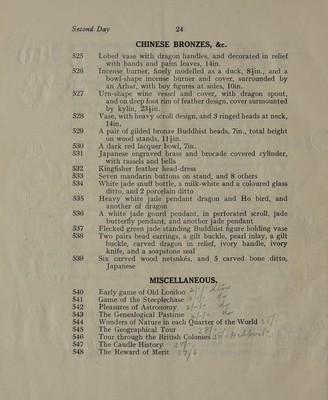 Second Day 24
CHINESE BRONZES, &c.
525 Lobed vase with dragon handles, and decorated in relief
with bands and palm leaves, 14in.
526 Incense burner, finely modelled as a duck, 8½in., and a
bowl-shape incense burner and cover, surrounded by
an Arhar, with boy figures at sides, 10in.
527 Urn-shape wine vessel and cover, with dragon spout,
and on deep foot rim of feather design, cover surmounted
by kylin, 23½in.
528 Vase, with heavy scroll design, and 3 ringed heads at neck,
14in.
529 A pair of gilded bronze Buddhist heads, 7in., total height
on wood stands, 11½in.
530 A dark red lacquer bowl, 7in.
531 Japanese engraved brass and brocade covered cylinder,
with tassels and bells
532 Kingfisher feather head-dress
533 Seven mandarin buttons on stand, and 8 others
534 White jade snuff bottle, a milk-white and a coloured glass
ditto, and 2 porcelain ditto
535 Heavy white jade pendant dragon and Ho bird, and
another of dragon
536 A white jade gourd pendant, in perforated scroll, jade
butterfly pendant, and another jade pendant
537 Flecked green jade standing Buddhist figure holding vase
538 Two pairs bead earrings, a gilt buckle, pearl inlay, a gilt
buckle, carved dragon in relief, ivory handle, ivory
knife, and a soapstone seal
539 Six carved wood netsukés, and 5 carved bone ditto,
Japanese
MISCELLANEOUS.
540 Early game of Old London
541 Game of the Steeplechase
542 Pleasures of Astronomy
543 The Genealogical Pastime
544 Wonders of Nature in each Quarter of the World
545 The Geographical Tour
546 Tour through the British Colonies
547 The Candle History
548 The Reward of Merit